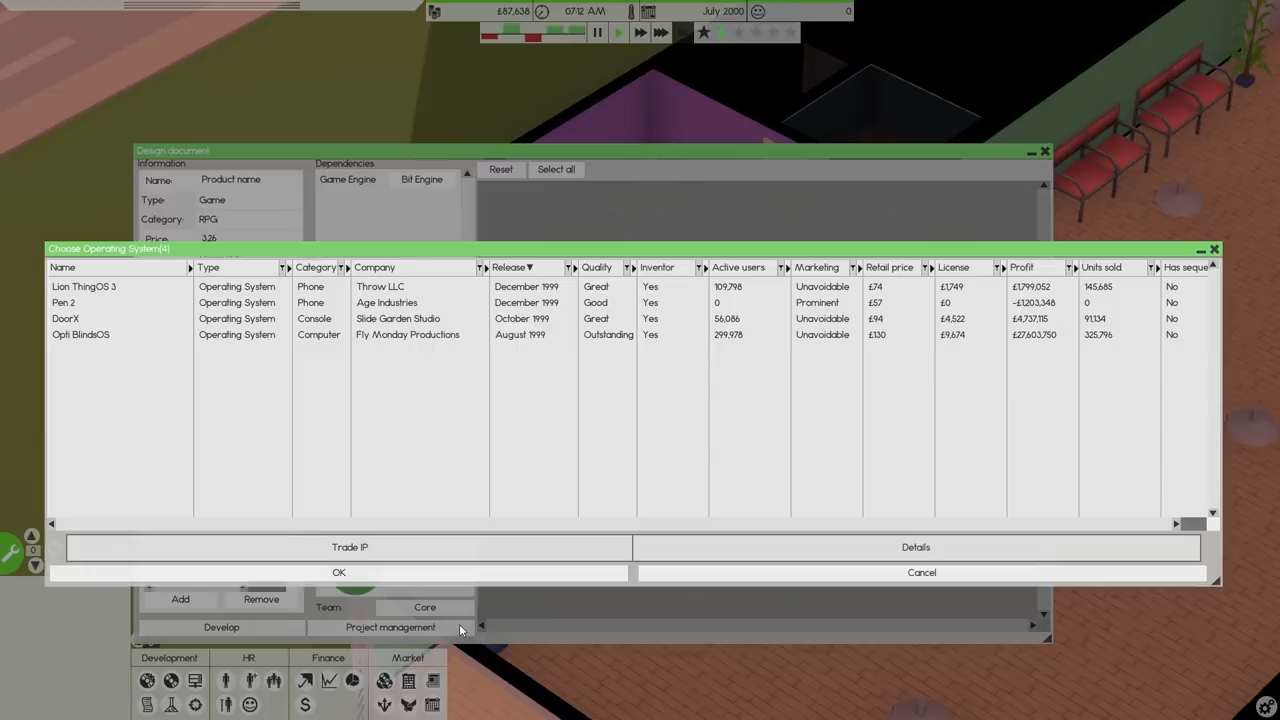 £87,638 07:12 AM July 2000 0
Design document
Information Dependencies Reset Select all
Name: Product name Game Engine Bit Engine
Type: Game
Category: RPG
Price: 3.26
Choose Operating System(4)
Name Type Category Company Release▼ Quality Inventor Active users Marketing Retail price License Profit Units sold Has seque
Lion ThingOS 3 Operating System Phone Throw LLC December 1999 Great Yes 109,798 Unavoidable £74 £1,749 £1,799,052 145,685 No
Pen 2 Operating System Phone Age Industries December 1999 Good Yes 0 Prominent £57 £0 -£1,203,348 0 No
DoorX Operating System Console Slide Garden Studio October 1999 Great Yes 56,086 Unavoidable £94 £4,522 £4,737,115 91,134 No
Opti BlindsOS Operating System Computer Fly Monday Productions August 1999 Outstanding Yes 299,978 Unavoidable £130 £9,674 £27,603,750 325,796 No
0
Trade IP Details
OK Cancel
Add Remove Team: Core
Develop Project management
Development HR Finance Market
$